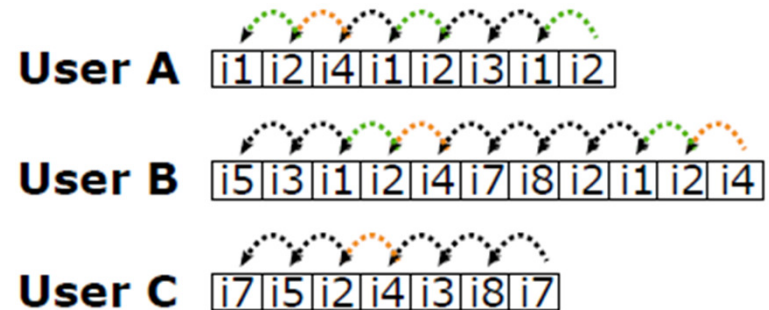 User A i1 i2 i4 i1 i2 i3 i1 i2
User B i5 i3 i1 i2 i4 i7 i8 i2 i1 i2 i4
User C i7 i5 i2 i4 i3 i8 i7